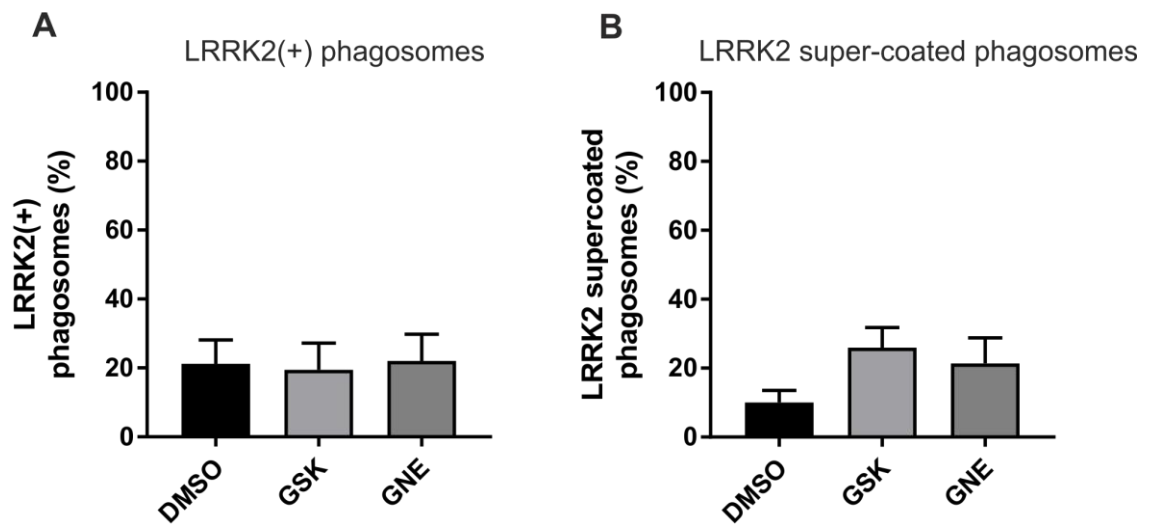 A
LRRK2(+) phagosomes
LRRK2(+)
phagosomes (%)
100
80
60
40
20
0
DMSO
GSK
GNE
B
LRRK2 super-coated phagosomes
LRRK2 supercoated
phagosomes (%)
100
80
60
40
20
0
DMSO
GSK
GNE